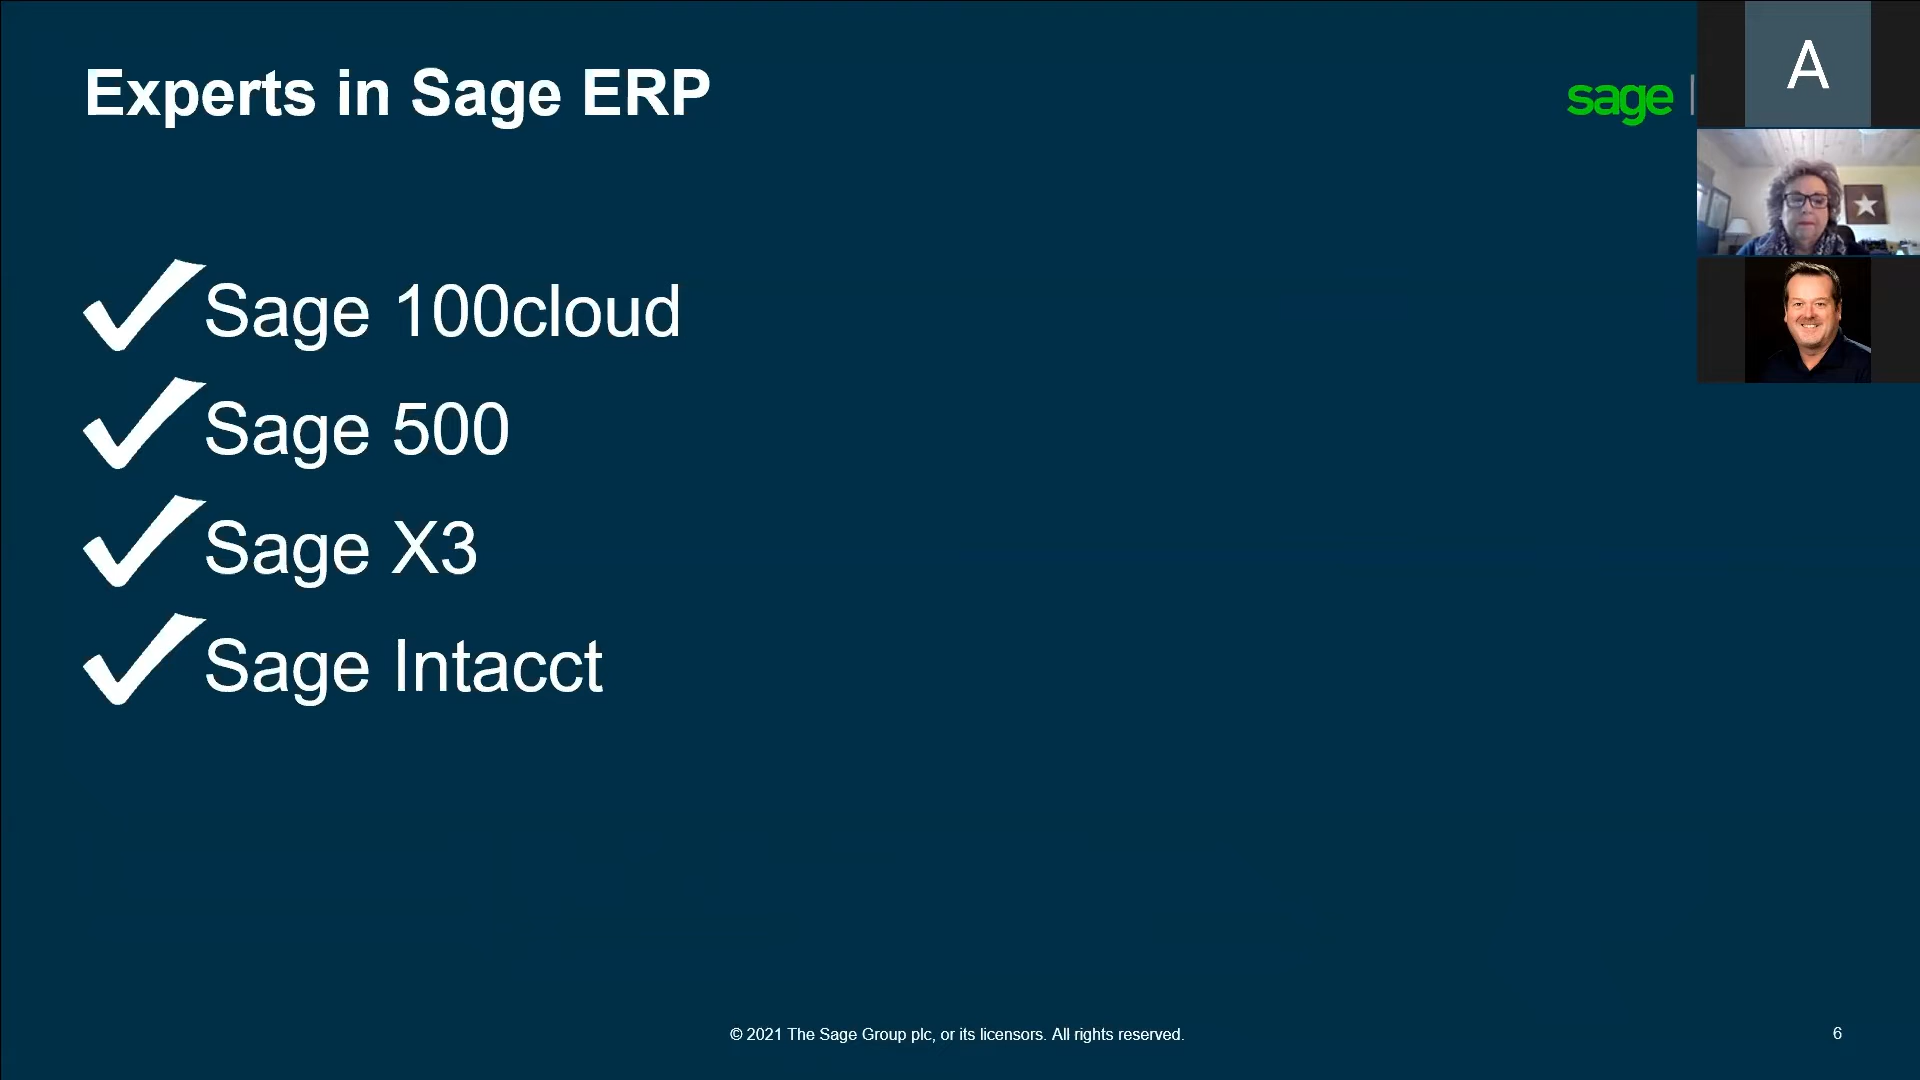 Experts in Sage ERP
sage
A
Sage 100cloud
Sage 500
Sage X3
Sage Intacct
© 2021 The Sage Group plc, or its licensors. All rights reserved.
6